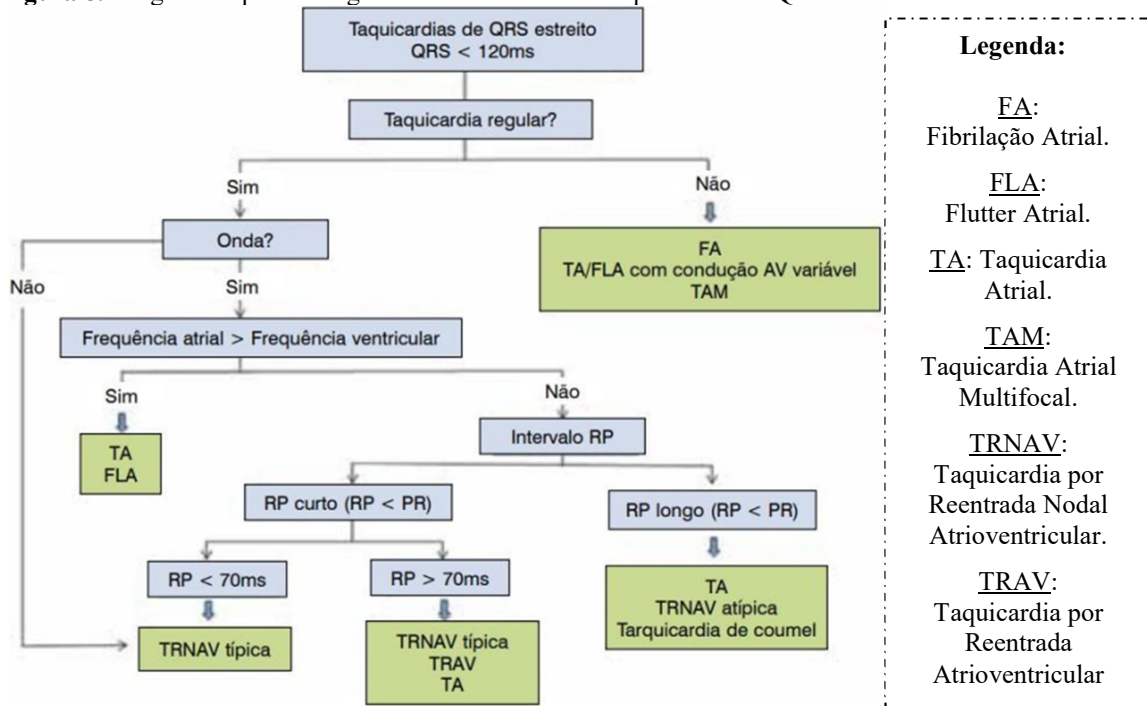 Taquicardias de QRS estreito
QRS < 120ms
Taquicardia regular?
Sim
Não
Onda?
FA
TA/FLA com condução AV variável
TAM
Não
Sim
Frequência atrial > Frequência ventricular
Sim
Não
TA
FLA
Intervalo RP
RP curto (RP < PR)
RP longo (RP < PR)
RP < 70ms
RP > 70ms
TA
TRNAV atípica
Tarquicardia de coumel
TRNAV típica
TRNAV típica
TRAV
TA
Legenda:
FA:
Fibrilação Atrial.
FLA:
Flutter Atrial.
TA: Taquicardia
Atrial.
TAM:
Taquicardia Atrial
Multifocal.
TRNAV:
Taquicardia por
Reentrada Nodal
Atrioventricular.
TRAV:
Taquicardia por
Reentrada
Atrioventricular